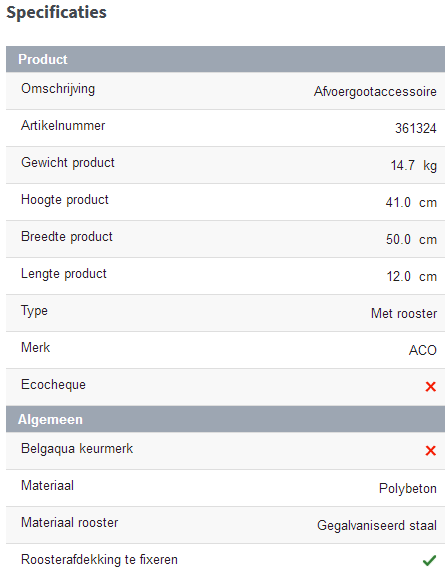 Specificaties
Product
Omschrijving Afvoergootaccessoire
Artikelnummer 361324
Gewicht product 14.7 kg
Hoogte product 41.0 cm
Breedte product 50.0 cm
Lengte product 12.0 cm
Type Met rooster
Merk ACO
Ecocheque
Algemeen
Belgaqua keurmerk
Materiaal Polybeton
Materiaal rooster Gegalvaniseerd staal
Roosterafdekking te fixeren